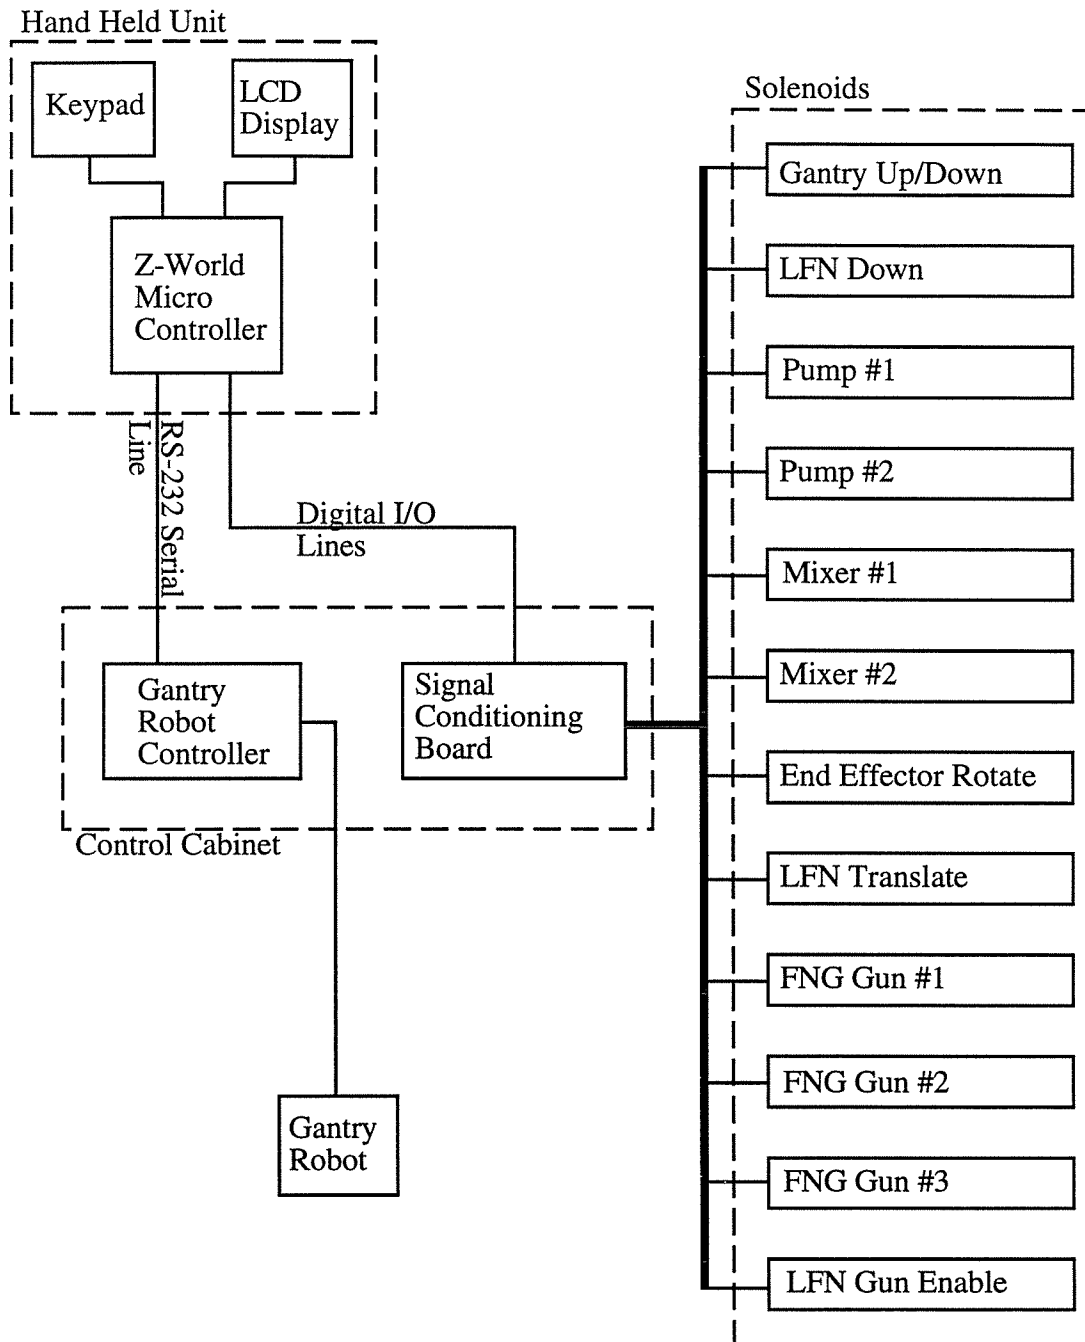 Hand Held Unit
Keypad
LCD
Display
Z-World
Micro
Controller
RS-232 Serial
Line
Digital I/O
Lines
Gantry
Robot
Controller
Signal
Conditioning
Board
Control Cabinet
Gantry
Robot
Solenoids
Gantry Up/Down
LFN Down
Pump #1
Pump #2
Mixer #1
Mixer #2
End Effector Rotate
LFN Translate
FNG Gun #1
FNG Gun #2
FNG Gun #3
LFN Gun Enable